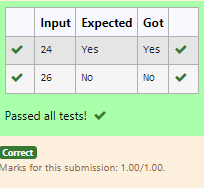 Input Expected Got
24 Yes Yes
26 No No
Passed all tests!
Correct
Marks for this submission: 1.00/1.00.